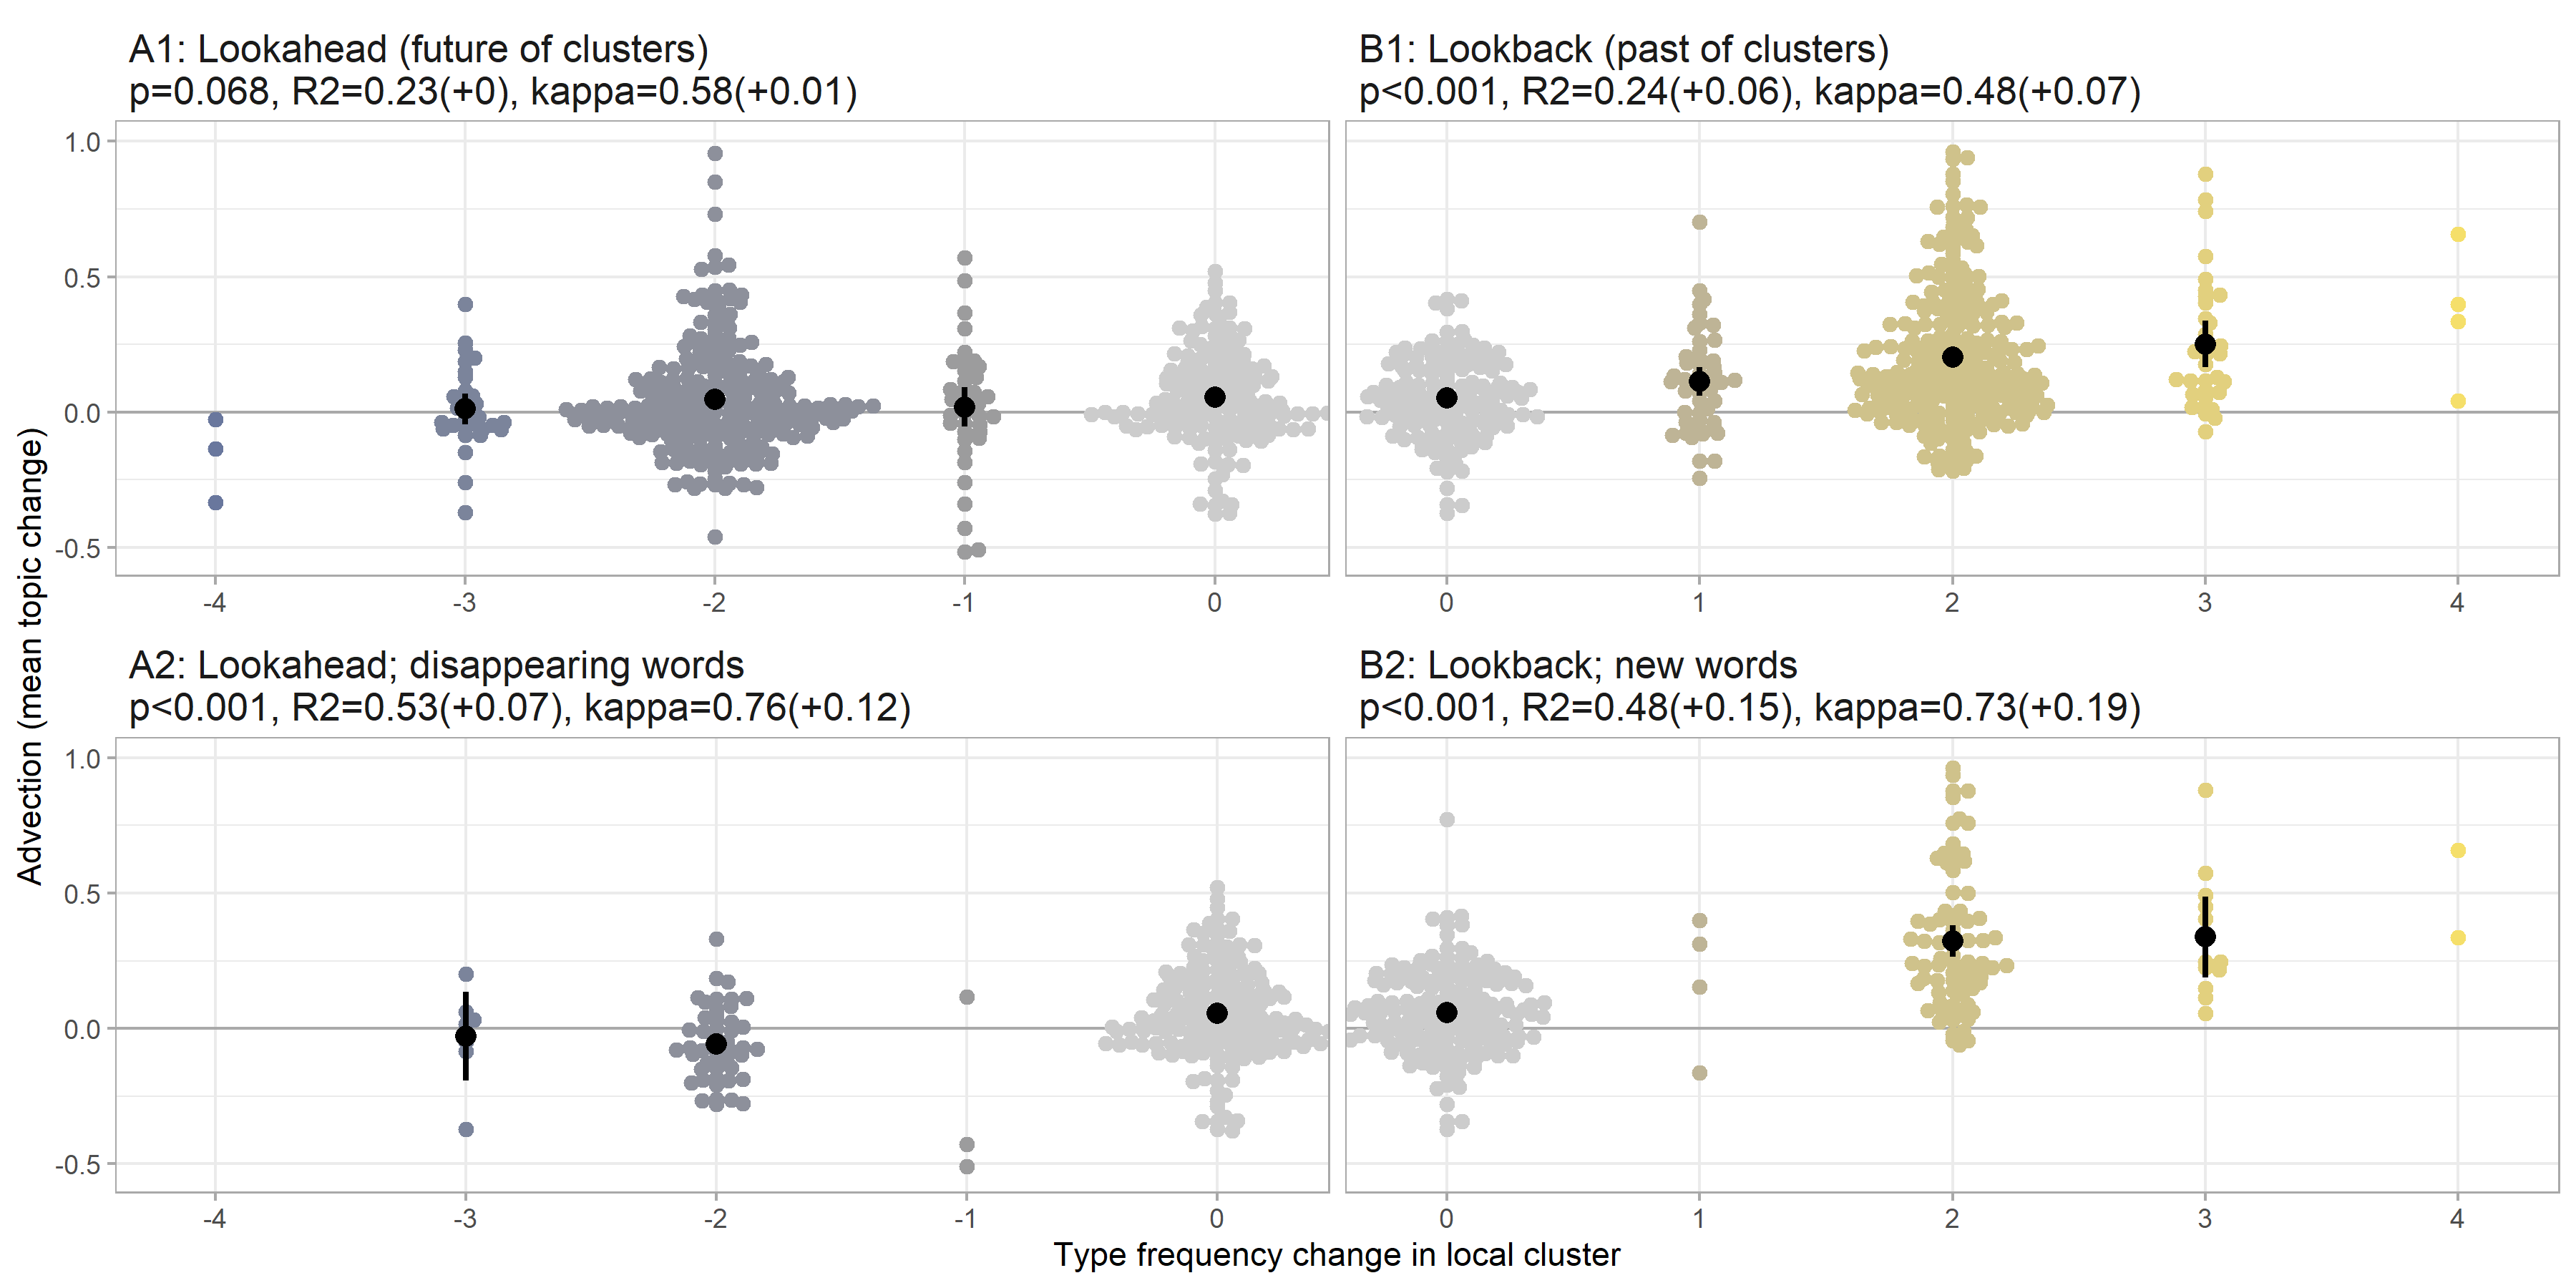 A1: Lookahead (future of clusters)
p=0.068, R2=0.23(+0), kappa=0.58(+0.01)
B1: Lookback (past of clusters)
p<0.001, R2=0.24(+0.06), kappa=0.48(+0.07)
1.0
0.5
0.0
-0.5
-4 -3 -2 -1 0
0 1 2 3 4
A2: Lookahead; disappearing words
p<0.001, R2=0.53(+0.07), kappa=0.76(+0.12)
B2: Lookback; new words
p<0.001, R2=0.48(+0.15), kappa=0.73(+0.19)
1.0
0.5
0.0
-0.5
-4 -3 -2 -1 0
0 1 2 3 4
Advection (mean topic change)
Type frequency change in local cluster